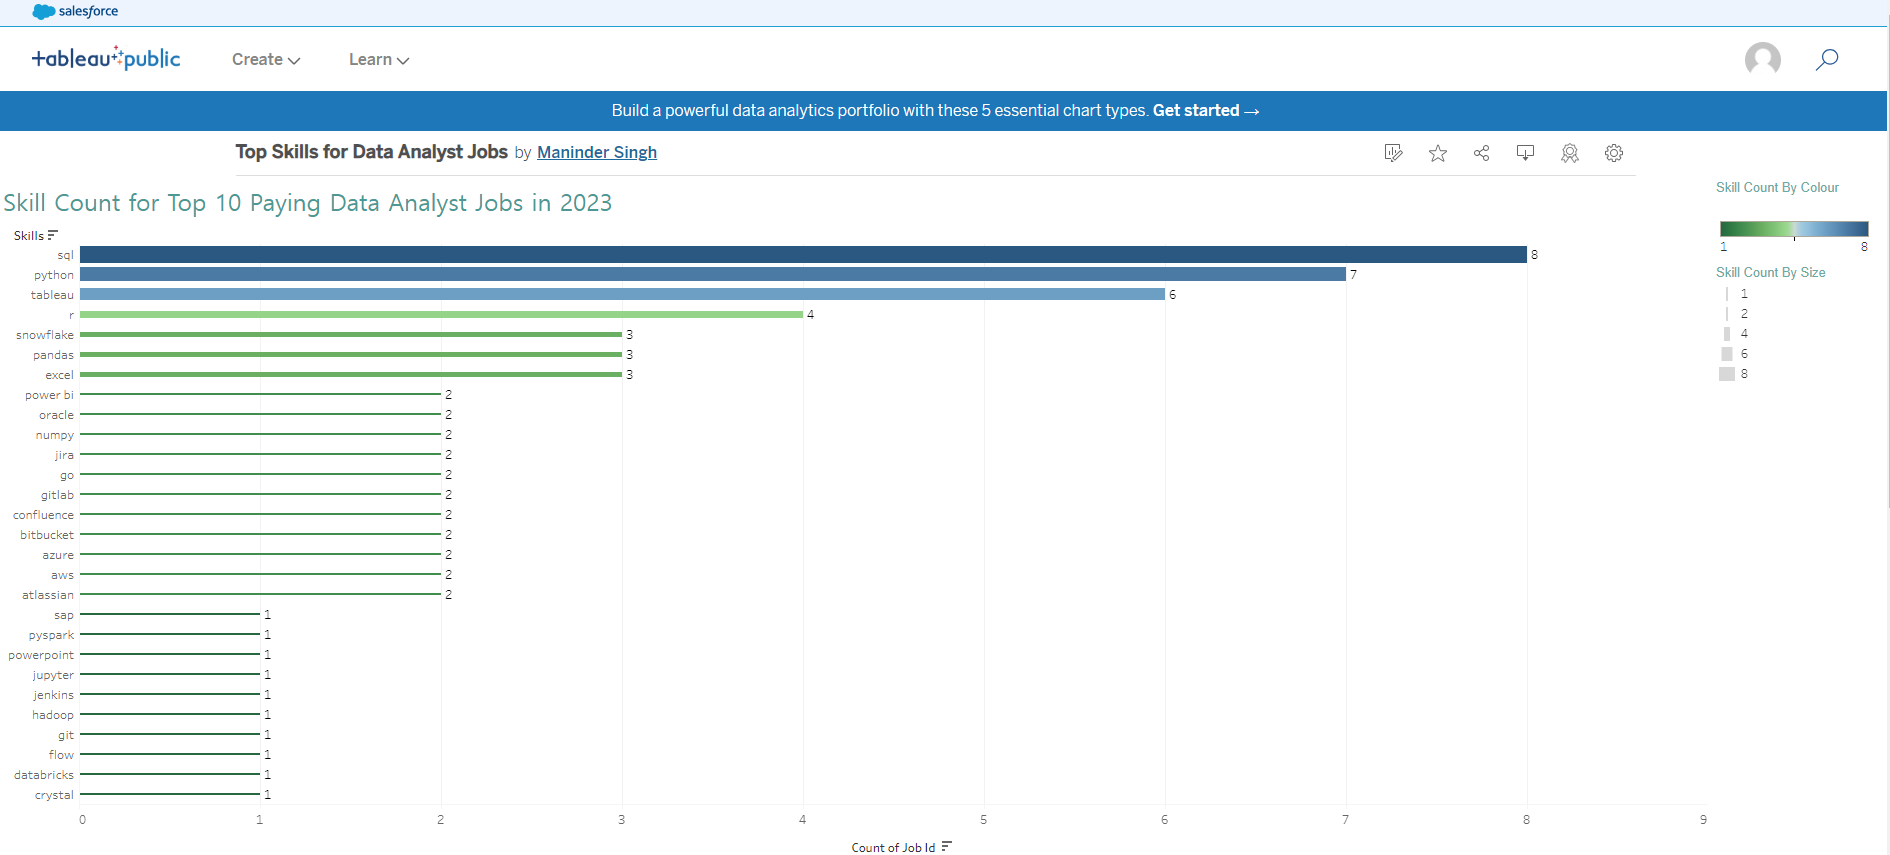 salesforce
tableau public Create Learn
Build a powerful data analytics portfolio with these 5 essential chart types. Get started →
Top Skills for Data Analyst Jobs by Maninder Singh
Skill Count for Top 10 Paying Data Analyst Jobs in 2023
Skills
sql 8
python 7
tableau 6
r 4
snowflake 3
pandas 3
excel 3
power bi 2
oracle 2
numpy 2
jira 2
go 2
gitlab 2
confluence 2
bitbucket 2
azure 2
aws 2
atlassian 2
sap 1
pyspark 1
powerpoint 1
jupyter 1
jenkins 1
hadoop 1
git 1
flow 1
databricks 1
crystal 1
0 1 2 3 4 5 6 7 8 9
Count of Job Id
Skill Count By Colour
1 8
Skill Count By Size
1
2
4
6
8